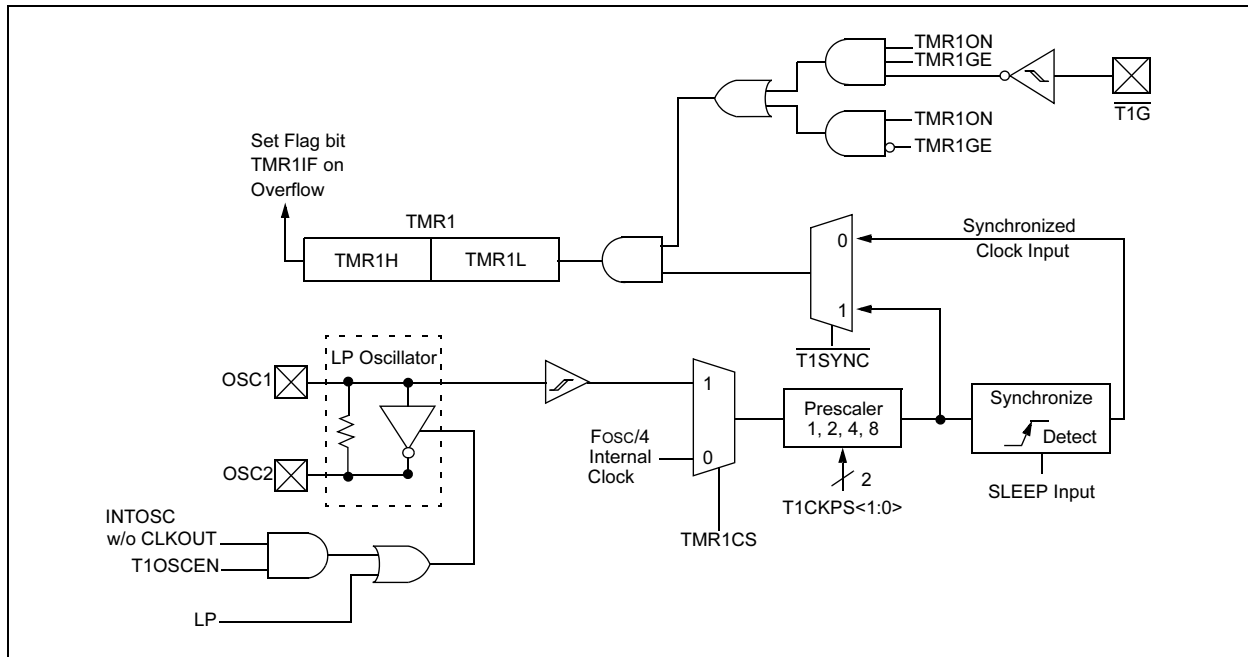 TMR1ON
TMR1GE
T1G
TMR1ON
TMR1GE
Set Flag bit
TMR1IF on
Overflow
TMR1
TMR1H
TMR1L
0
1
Synchronized
Clock Input
T1SYNC
LP Oscillator
OSC1
OSC2
1
0
FOSC/4
Internal
Clock
TMR1CS
Prescaler
1, 2, 4, 8
2
T1CKPS<1:0>
Synchronize
Detect
SLEEP Input
INTOSC
w/o CLKOUT
T1OSCEN
LP